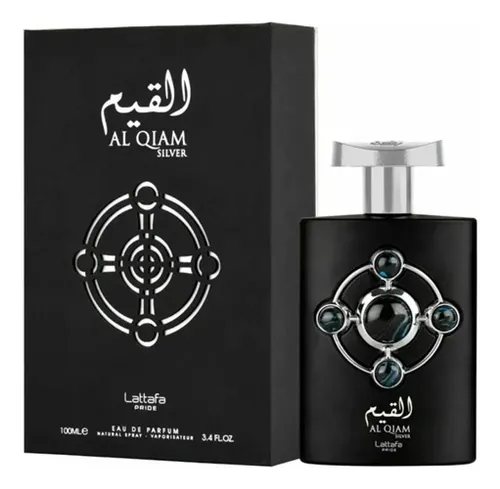 القيم
AL QIAM
SILVER
Lattafa
PRIDE
100ML℮ EAU DE PARFUM 3.4 FL.OZ.
NATURAL SPRAY - VAPORISATEUR
القيم
AL QIAM
SILVER
Lattafa
PRIDE